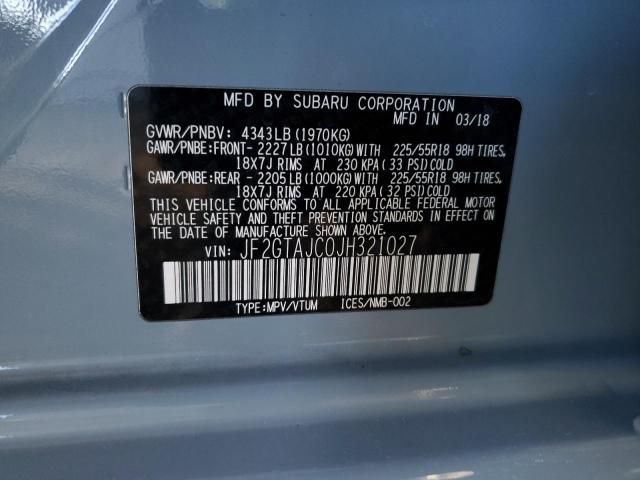 MFD BY SUBARU CORPORATION
MFD IN 03/18
GVWR/PNBV: 4343LB (1970KG)
GAWR/PNBE:FRONT- 2227LB (1010KG)WITH 225/55R18 98H TIRES,
18X7J RIMS AT 230 KPA (33 PSI)COLD
GAWR/PNBE:REAR - 2205LB (1000KG)WITH 225/55R18 98H TIRES,
18X7J RIMS AT 220 KPA (32 PSI)COLD
THIS VEHICLE CONFORMS TO ALL APPLICABLE FEDERAL MOTOR
VEHICLE SAFETY AND THEFT PREVENTION STANDARDS IN EFFECT ON
THE DATE OF MANUFACTURE SHOWN ABOVE.
VIN: JF2GTAJC0JH321027
TYPE:MPV/VTUM ICES/NMB-002